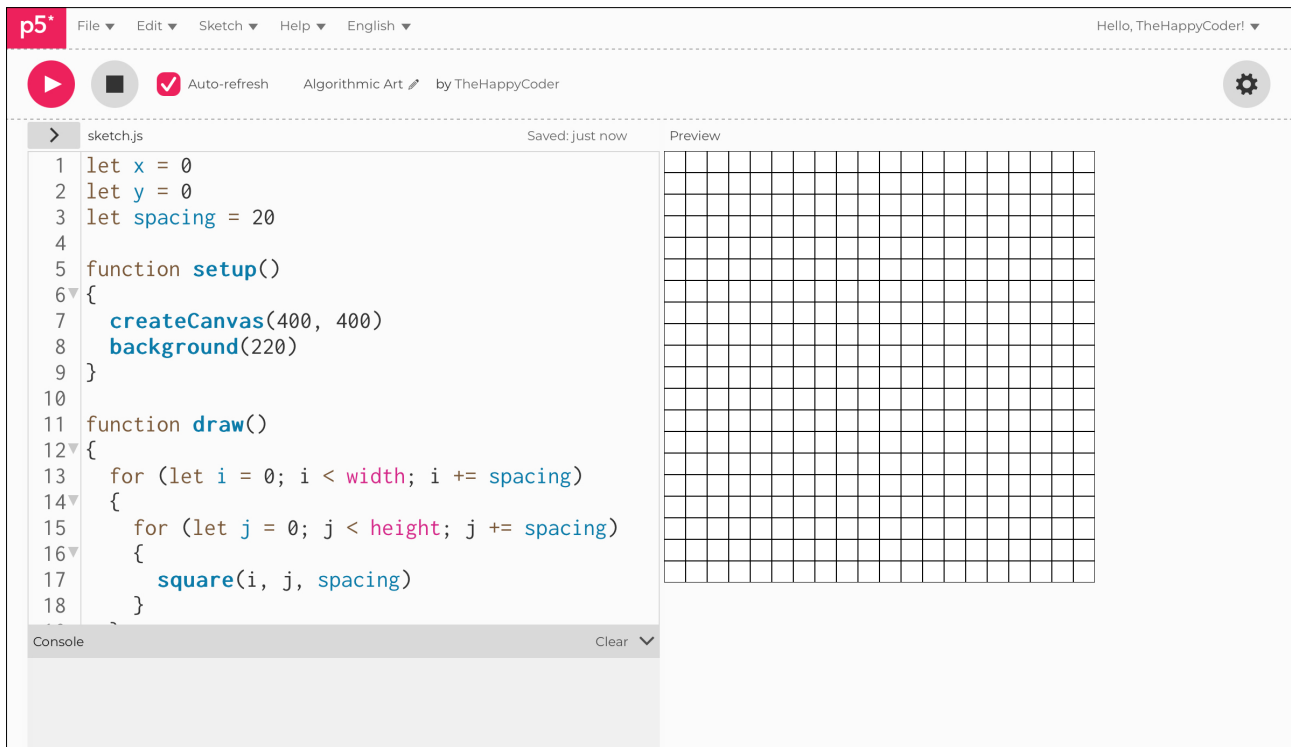 p5* File Edit Sketch Help English Hello, TheHappyCoder!
Auto-refresh Algorithmic Art by TheHappyCoder
sketch.js Saved: just now Preview
1 let x = 0
2 let y = 0
3 let spacing = 20
4
5 function setup()
6 {
7 createCanvas(400, 400)
8 background(220)
9 }
10
11 function draw()
12 {
13 for (let i = 0; i < width; i += spacing)
14 {
15 for (let j = 0; j < height; j += spacing)
16 {
17 square(i, j, spacing)
18 }
Console Clear